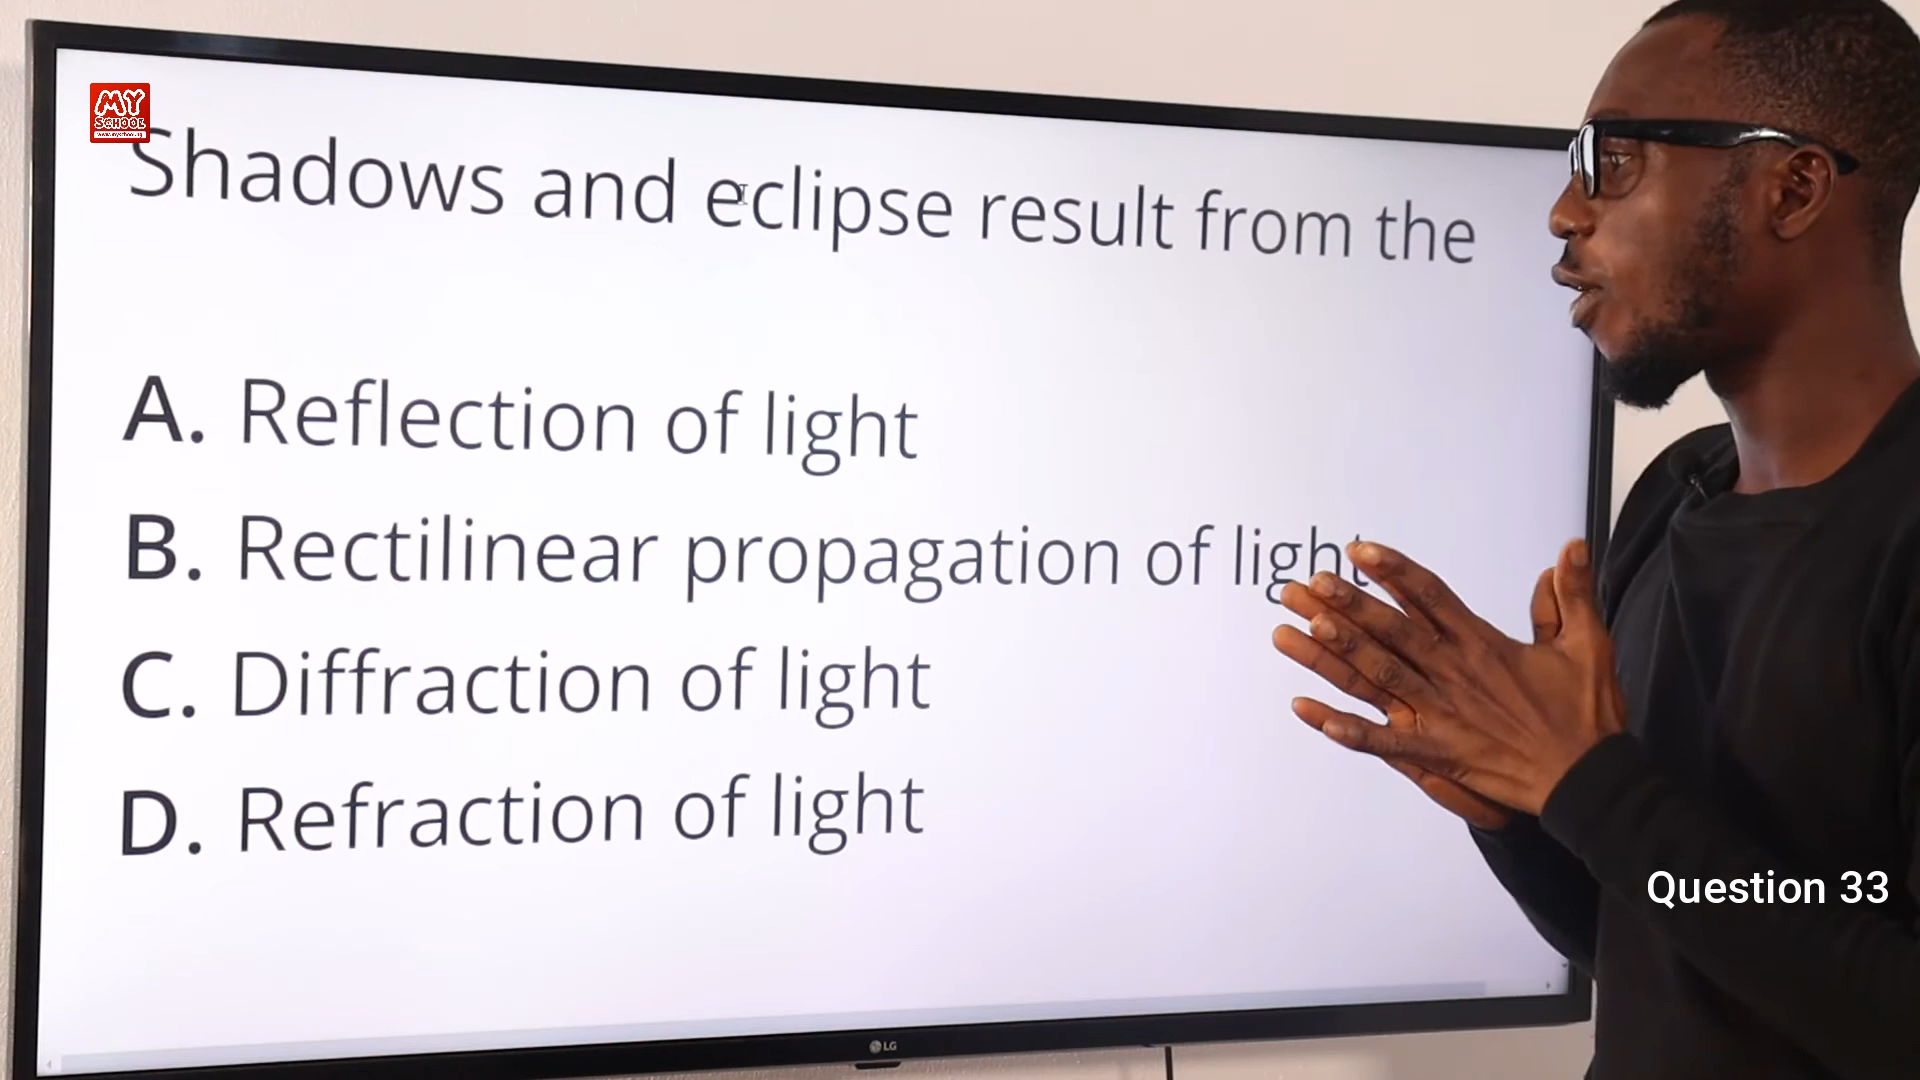 MY
SCHOOL
Shadows and eclipse result from the
A. Reflection of light
B. Rectilinear propagation of light
C. Diffraction of light
D. Refraction of light
Question 33
LG